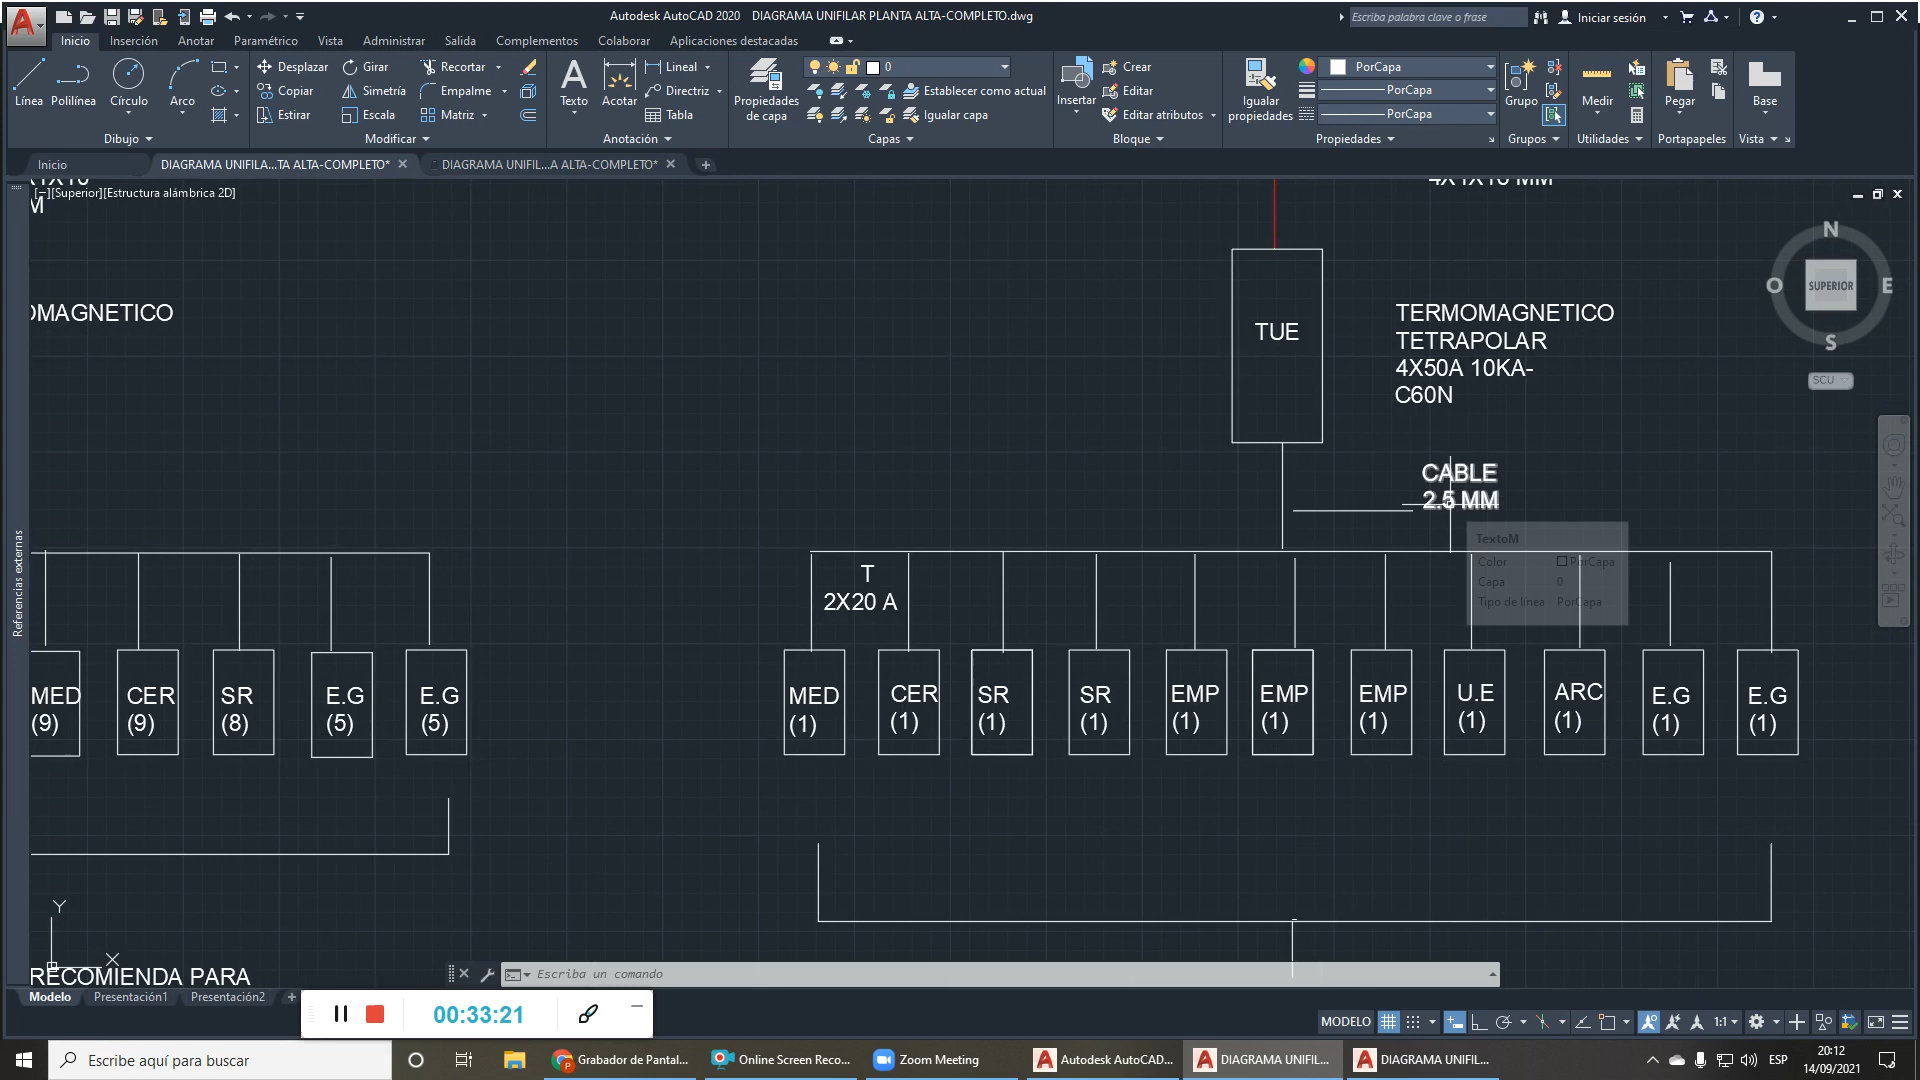 Autodesk AutoCAD 2020 DIAGRAMA UNIFILAR PLANTA ALTA-COMPLETO.dwg
Escriba palabra clave o frase
Iniciar sesión
Inicio Inserción Anotar Paramétrico Vista Administrar Salida Complementos Colaborar Aplicaciones destacadas
Línea Polilínea Círculo Arco
Desplazar Girar Recortar
Copiar Simetría Empalme
Estirar Escala Matriz
Texto Acotar
Lineal
Directriz
Tabla
Propiedades de capa
0
Establecer como actual
Igualar capa
Insertar
Crear
Editar
Editar atributos
Igualar propiedades
PorCapa
PorCapa
PorCapa
Grupo
Medir
Pegar
Base
Dibujo Modificar Anotación Capas Bloque Propiedades Grupos Utilidades Portapapeles Vista
Inicio
DIAGRAMA UNIFILA...TA ALTA-COMPLETO*
DIAGRAMA UNIFIL...A ALTA-COMPLETO*
[−][Superior][Estructura alámbrica 2D]
M
4X1X10 MM
N
O SUPERIOR E
S
SCU
OMAGNETICO
TUE
TERMOMAGNETICO
TETRAPOLAR
4X50A 10KA-
C60N
CABLE
2.5 MM
TextoM
Color PorCapa
Capa 0
Tipo de línea PorCapa
Referencias externas
T
2X20 A
MED
(9)
CER
(9)
SR
(8)
E.G
(5)
E.G
(5)
MED
(1)
CER
(1)
SR
(1)
SR
(1)
EMP
(1)
EMP
(1)
EMP
(1)
U.E
(1)
ARC
(1)
E.G
(1)
E.G
(1)
Y
X
RECOMIENDA PARA
Escriba un comando
Modelo Presentación1 Presentación2
00:33:21
MODELO
1:1
Escribe aquí para buscar
Grabador de Pantal...
Online Screen Reco...
Zoom Meeting
Autodesk AutoCAD...
DIAGRAMA UNIFIL...
DIAGRAMA UNIFIL...
ESP
20:12
14/09/2021